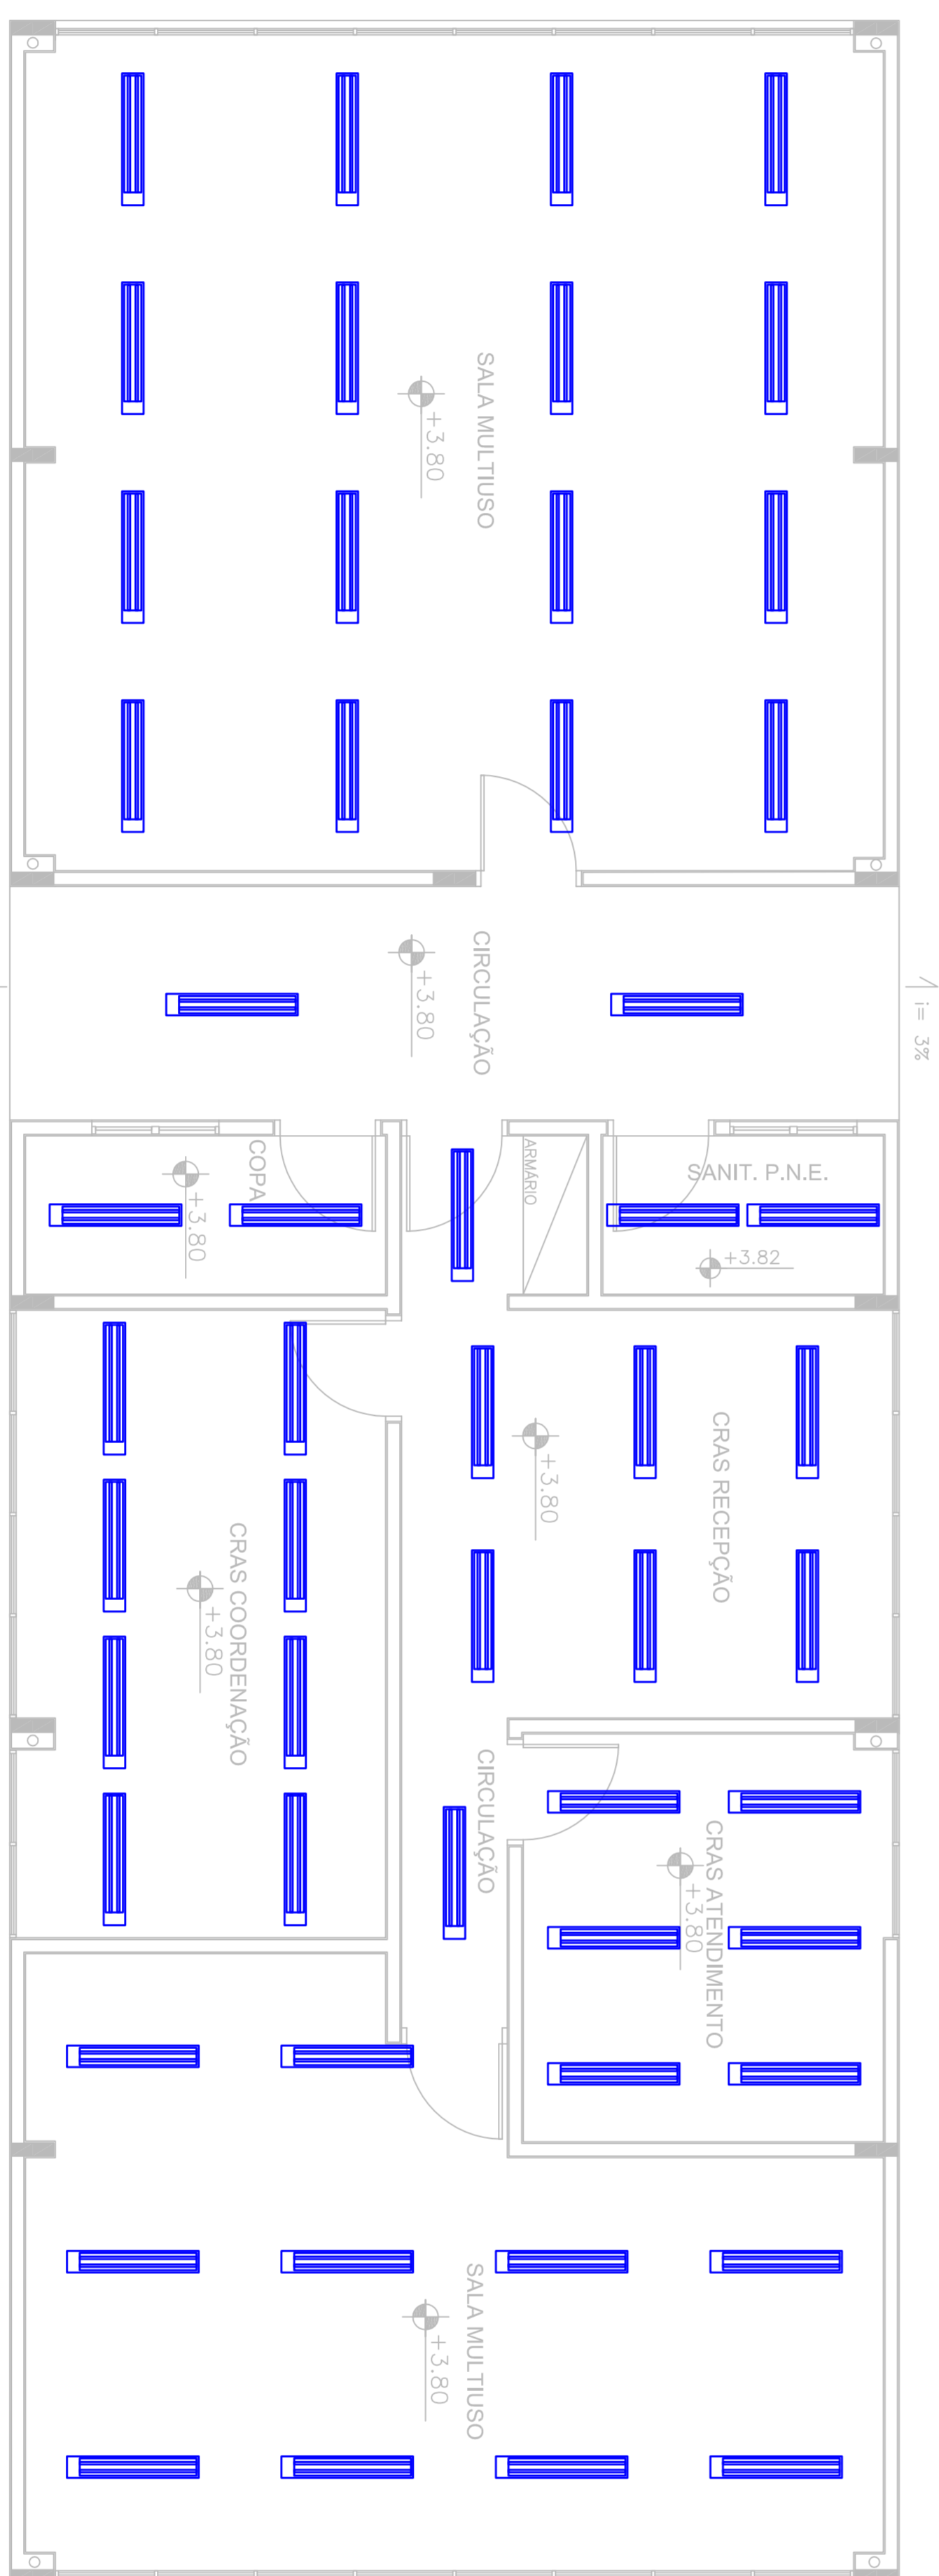 SALA MULTIUSO
+3.80
CIRCULAÇÃO
+3.80
i= 3%
COPA
+3.80
ARMÁRIO
SANIT. P.N.E.
+3.82
CRAS RECEPÇÃO
+3.80
CRAS COORDENAÇÃO
+3.80
CIRCULAÇÃO
CRAS ATENDIMENTO
+3.80
SALA MULTIUSO
+3.80